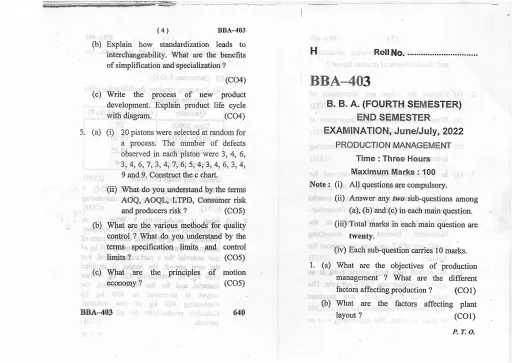 ( 4 ) BBA-403
(b) Explain how standardization leads to
interchangeability. What are the benefits
of simplification and specialization ?
(CO4)
(c) Write the process of new product
development. Explain product life cycle
with diagram. (CO4)
5. (a) (i) 20 pistons were selected at random for
a process. The number of defects
observed in each piston were 3, 4, 6,
3, 4, 6, 7, 3, 4, 7, 6, 5, 4, 3, 4, 6, 3, 4,
9 and 9. Construct the c chart.
(ii) What do you understand by the terms
AOQ, AOQL, LTPD, Consumer risk
and producers risk ? (CO5)
(b) What are the various methods for quality
control ? What do you understand by the
terms specification limits and control
limits ? (CO5)
(c) What are the principles of motion
economy ? (CO5)
BBA-403 640
H Roll No. ..............................
BBA-403
B. B. A. (FOURTH SEMESTER)
END SEMESTER
EXAMINATION, June/July, 2022
PRODUCTION MANAGEMENT
Time : Three Hours
Maximum Marks : 100
Note : (i) All questions are compulsory.
(ii) Answer any two sub-questions among
(a), (b) and (c) in each main question.
(iii) Total marks in each main question are
twenty.
(iv) Each sub-question carries 10 marks.
1. (a) What are the objectives of production
management ? What are the different
factors affecting production ? (CO1)
(b) What are the factors affecting plant
layout ? (CO1)
P. T. O.